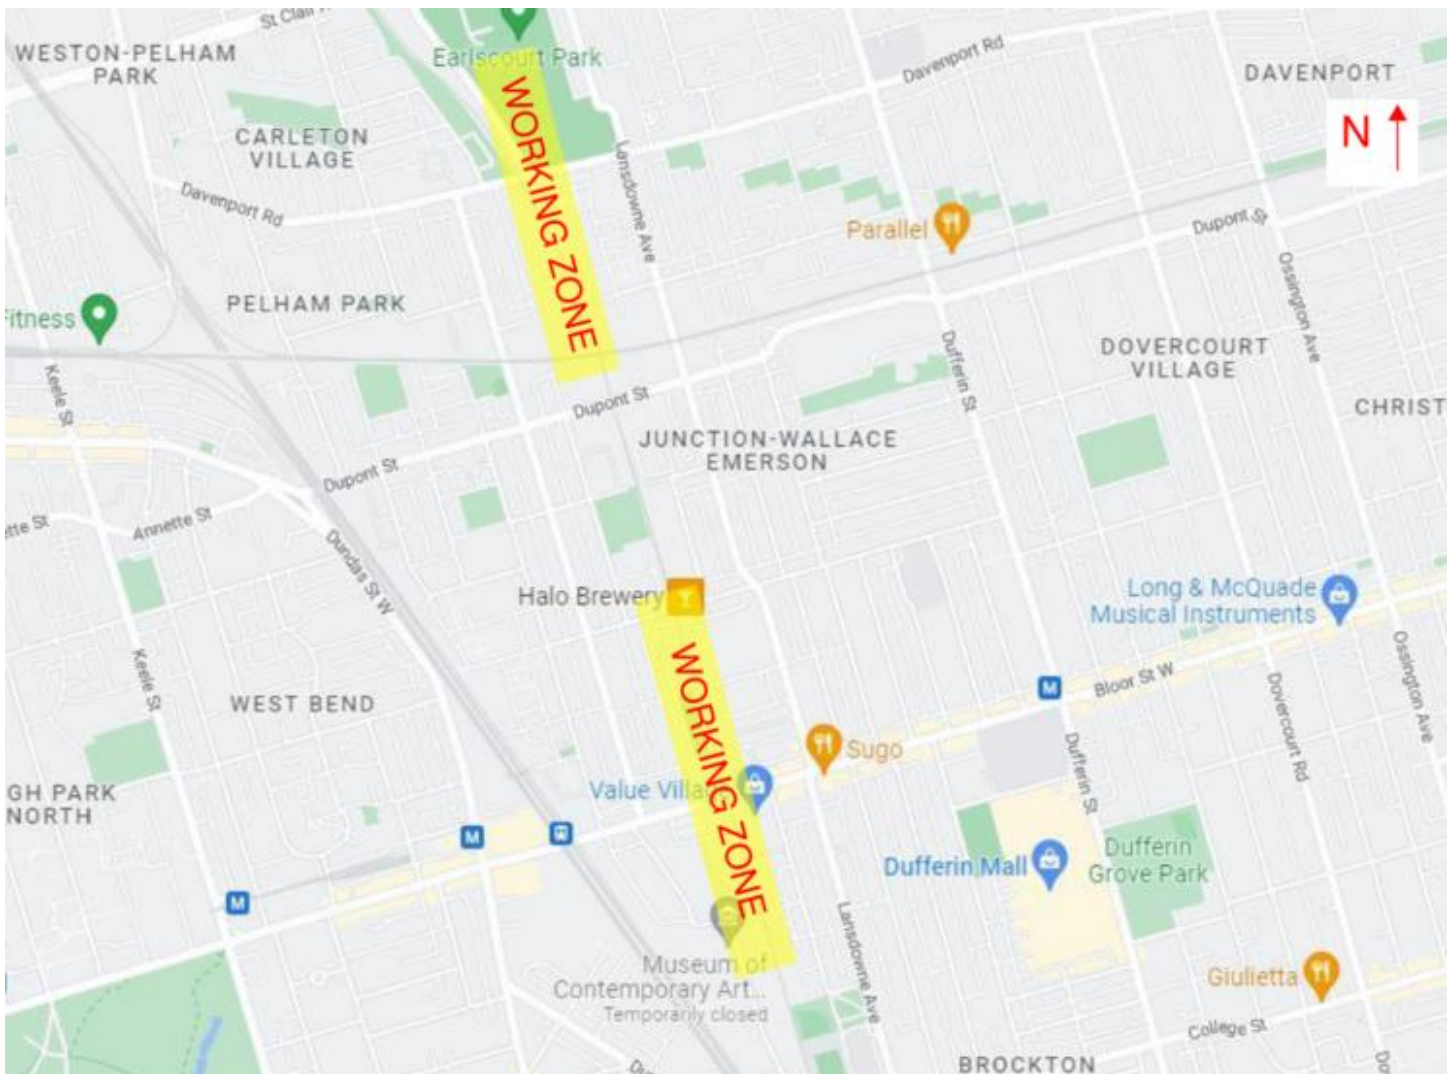 St Clair
WESTON-PELHAM
PARK
Earlscourt Park
Davenport Rd
DAVENPORT
N
CARLETON
VILLAGE
WORKING ZONE
Lansdowne Ave
Davenport Rd
Parallel
Dupont St
Ossington Ave
PELHAM PARK
Fitness
Keele St
Dufferin St
DOVERCOURT
VILLAGE
Dupont St
CHRIST
JUNCTION-WALLACE
EMERSON
Dupont St
Annette St
tte St
Dundas St W
Halo Brewery
Long & McQuade
Musical Instruments
Keele St
WORKING ZONE
M
Bloor St W
Ossington Ave
WEST BEND
Dovercourt Rd
Sugo
Dufferin St
Value Villa
GH PARK
NORTH
M
Dufferin Mall
Dufferin
Grove Park
M
Lansdowne Ave
Museum of
Contemporary Art...
Temporarily closed
Giulietta
College St
BROCKTON
Du
Do